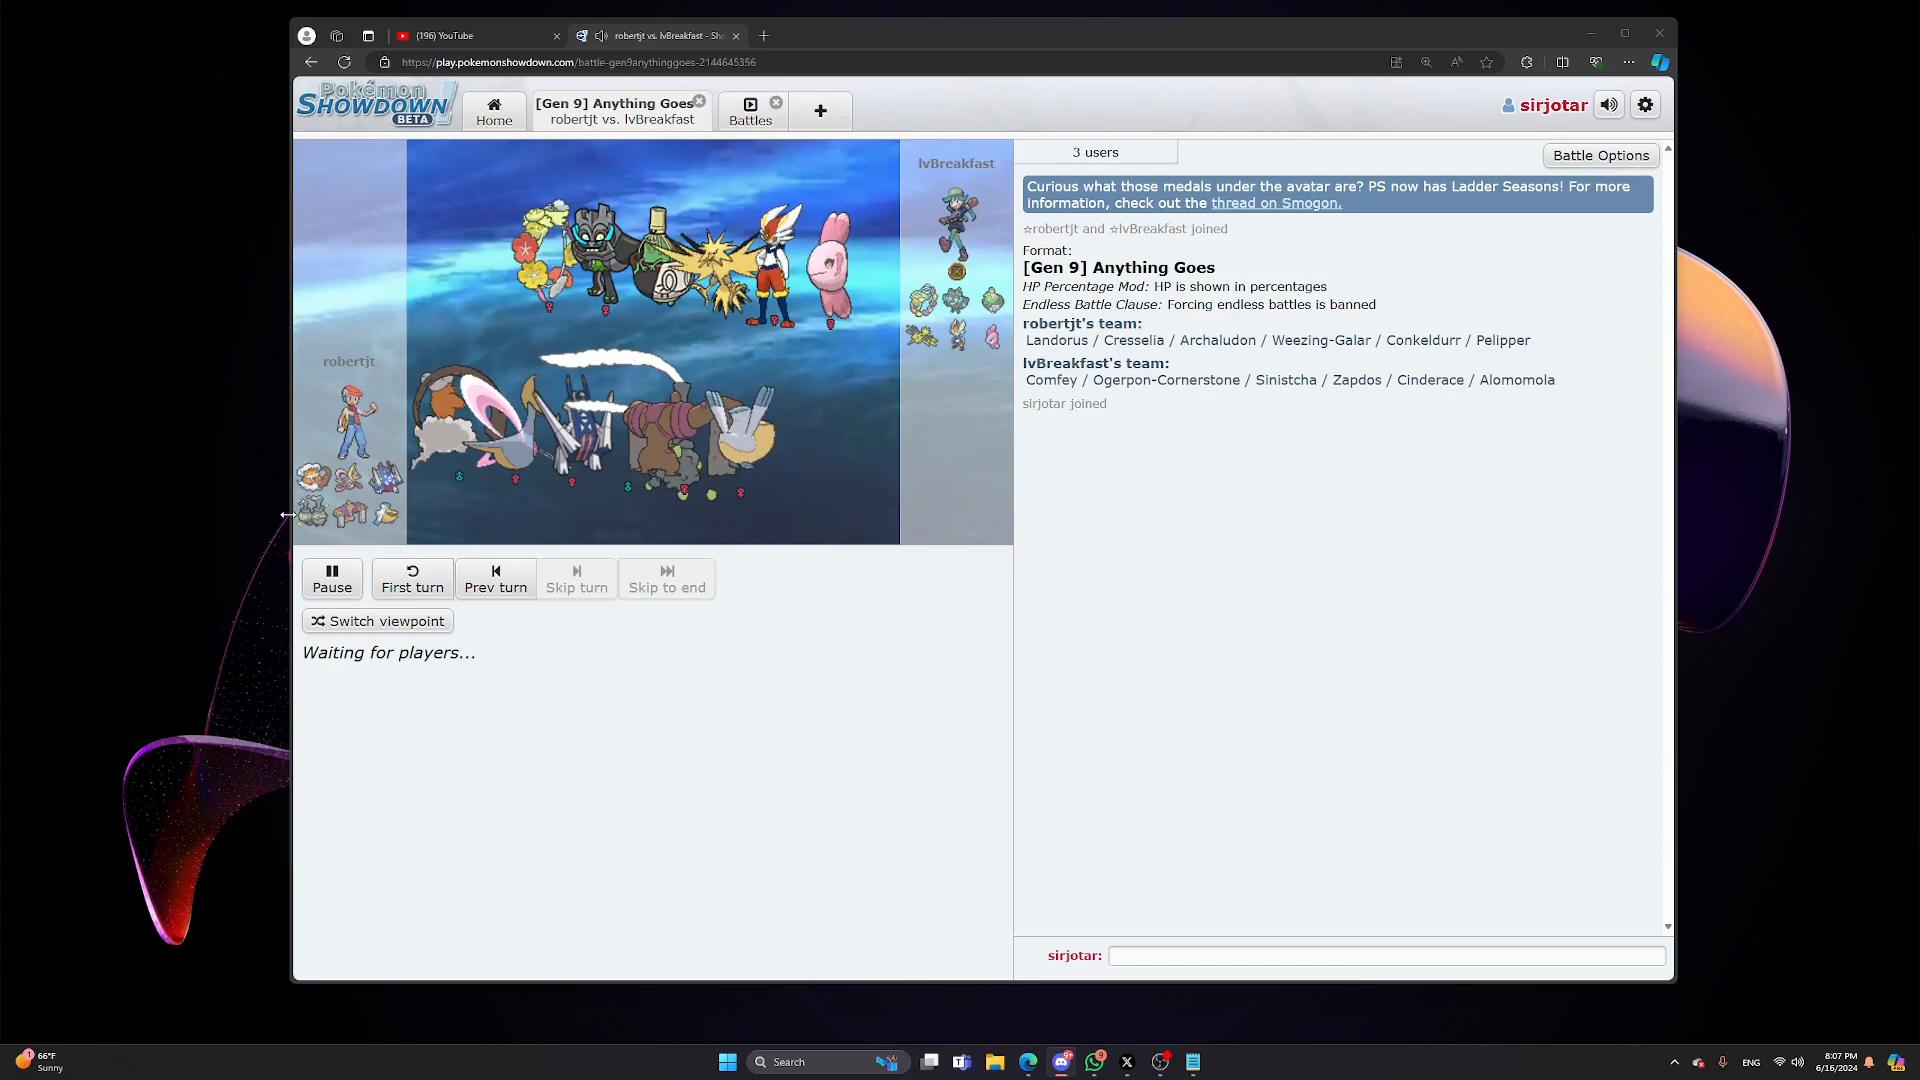 (196) YouTube
robertjt vs. lvBreakfast - Sho
https://play.pokemonshowdown.com/battle-gen9anythinggoes-2144645356
Pokémon
SHOWDOWN!
BETA
Home
[Gen 9] Anything Goes
robertjt vs. lvBreakfast
Battles
sirjotar
lvBreakfast
robertjt
3 users
Battle Options
Curious what those medals under the avatar are? PS now has Ladder Seasons! For more
information, check out the thread on Smogon.
☆robertjt and ☆lvBreakfast joined
Format:
[Gen 9] Anything Goes
HP Percentage Mod: HP is shown in percentages
Endless Battle Clause: Forcing endless battles is banned
robertjt's team:
Landorus / Cresselia / Archaludon / Weezing-Galar / Conkeldurr / Pelipper
lvBreakfast's team:
Comfey / Ogerpon-Cornerstone / Sinistcha / Zapdos / Cinderace / Alomomola
sirjotar joined
Pause
First turn
Prev turn
Skip turn
Skip to end
Switch viewpoint
Waiting for players...
sirjotar:
1
66°F
Sunny
Search
9+
9
ENG
8:07 PM
6/16/2024